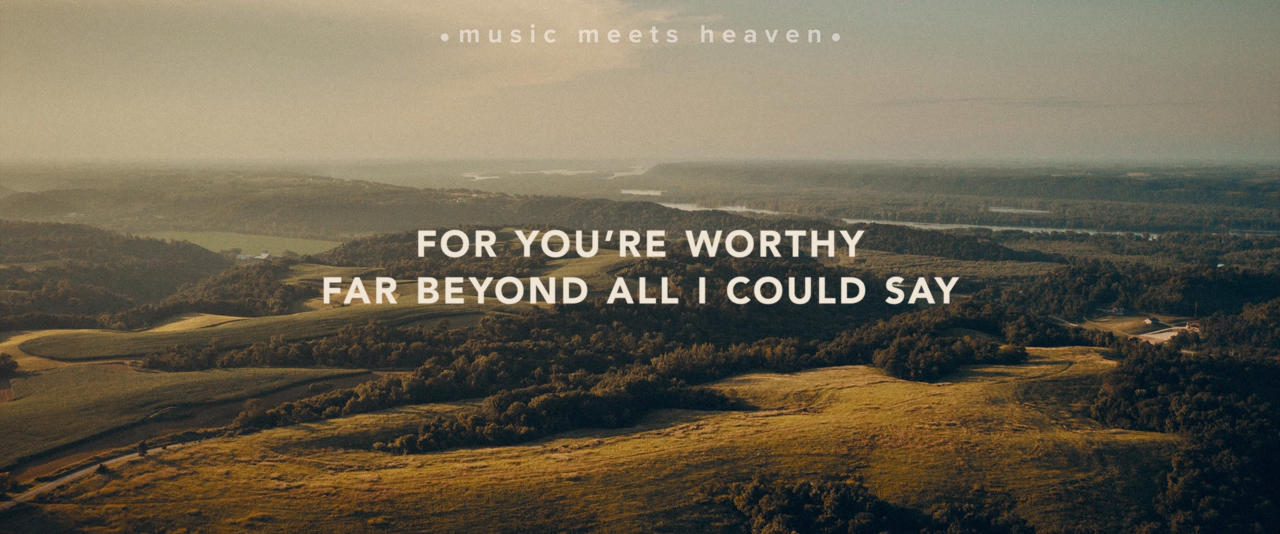 •music meets heaven•
FOR YOU'RE WORTHY
FAR BEYOND ALL I COULD SAY